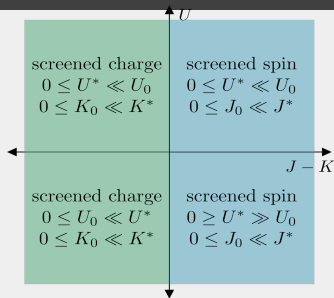 U
screened charge
0 ≤ U* ≪ U₀
0 ≤ K₀ ≪ K*
screened spin
0 ≤ U* ≪ U₀
0 ≤ J₀ ≪ J*
J − K
screened charge
0 ≤ U₀ ≪ U*
0 ≤ K₀ ≪ K*
screened spin
0 ≥ U* ≫ U₀
0 ≤ J₀ ≪ J*